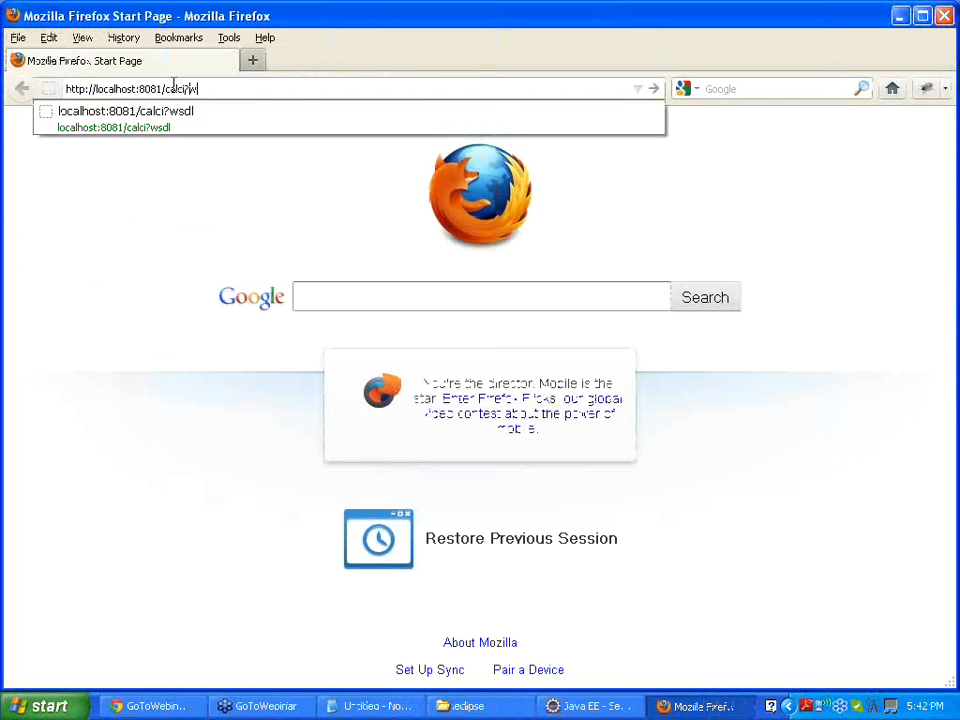 Mozilla Firefox Start Page - Mozilla Firefox
File Edit View History Bookmarks Tools Help
Mozilla Firefox Start Page
http://localhost:8081/calci?w
Google
localhost:8081/calci?wsdl
localhost:8081/calci?wsdl
Google
Search
You're the director. Mobile is the
star. Enter Firefox Flicks, our global
video contest about the power of
mobile.
Restore Previous Session
About Mozilla
Set Up Sync Pair a Device
start
GoToWebin...
GoToWebinar
Untitled - No...
.eclipse
Java EE - Se...
Mozilla Firef...
5:42 PM